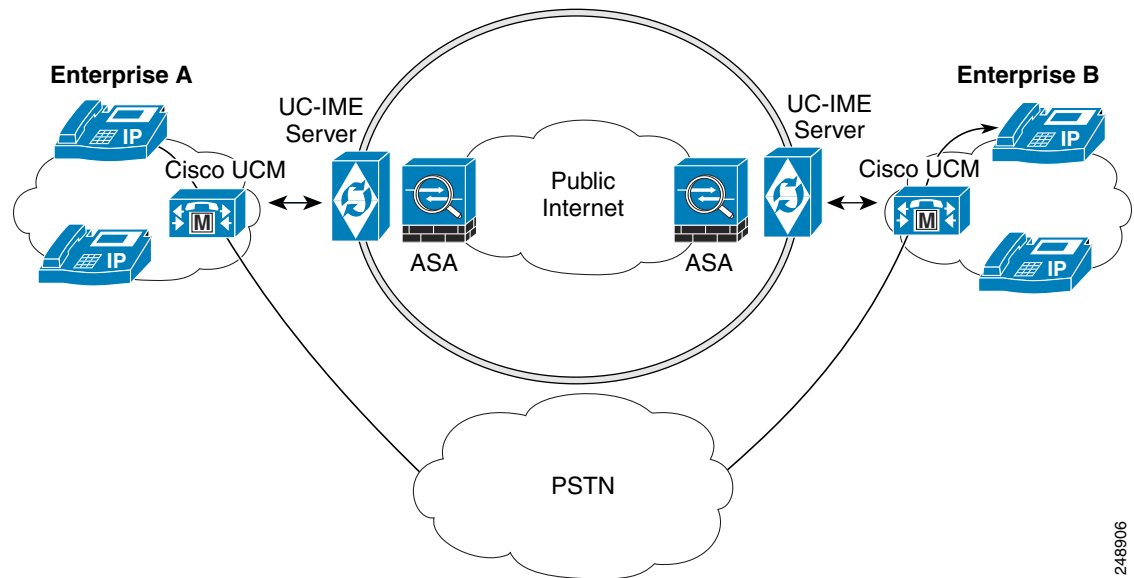 Enterprise A
Enterprise B
UC-IME
Server
UC-IME
Server
IP
IP
Cisco UCM
Cisco UCM
Public
Internet
M
M
IP
IP
ASA
ASA
PSTN
248906